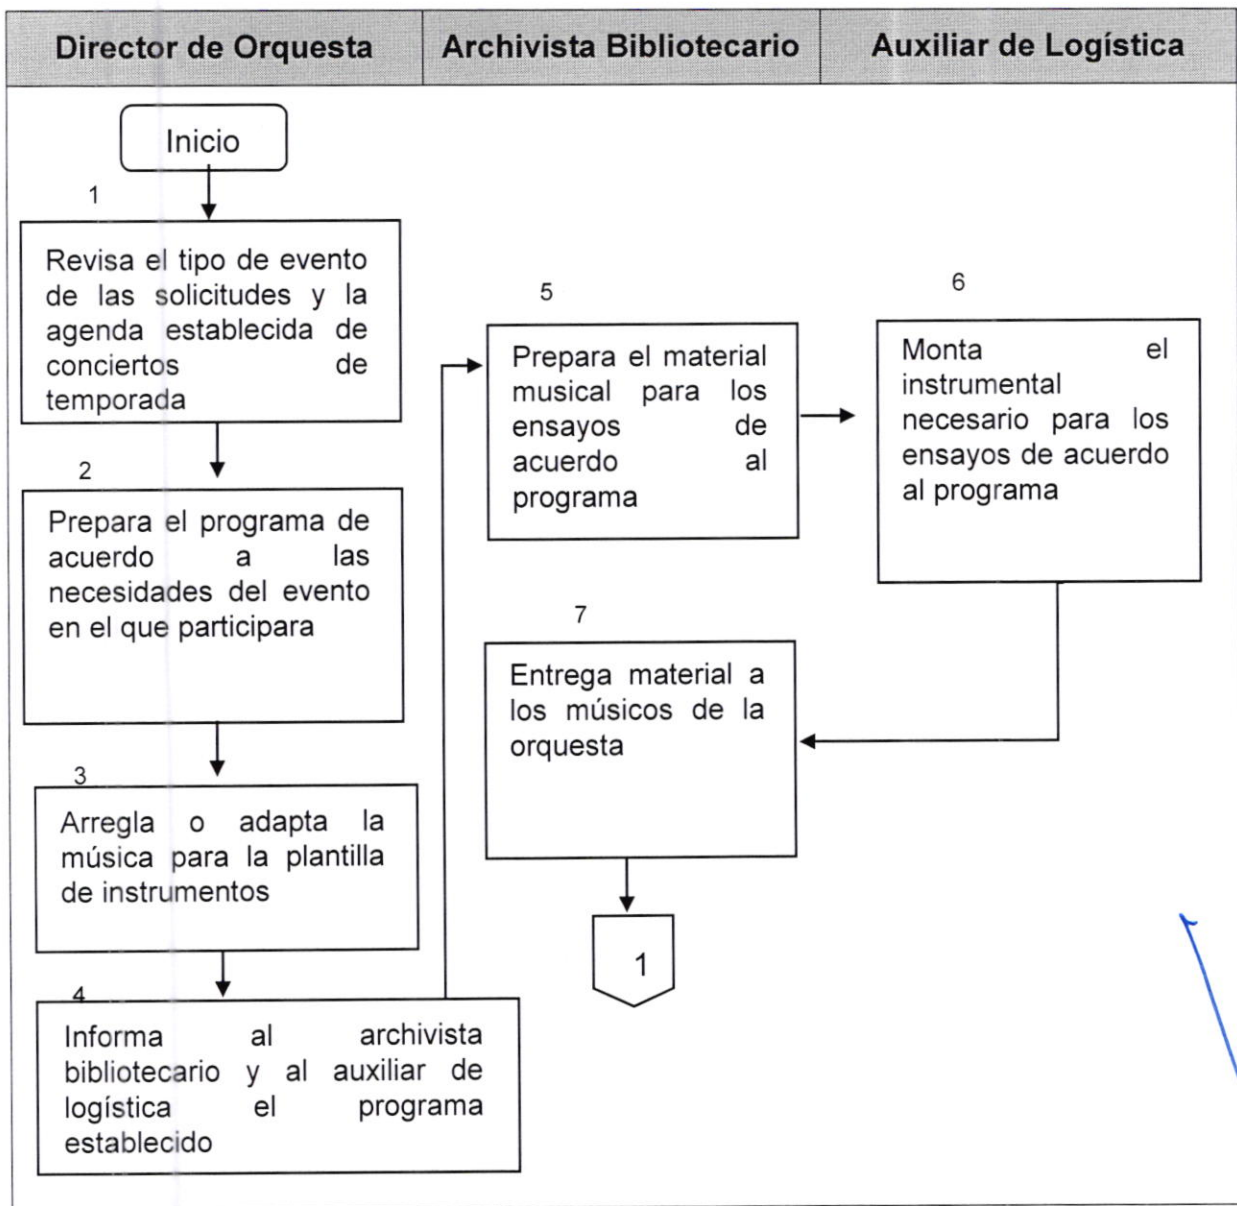 Director de Orquesta
Archivista Bibliotecario
Auxiliar de Logística
Inicio
1
Revisa el tipo de evento
de las solicitudes y la
agenda establecida de
conciertos de
temporada
2
Prepara el programa de
acuerdo a las
necesidades del evento
en el que participara
3
Arregla o adapta la
música para la plantilla
de instrumentos
4
Informa al archivista
bibliotecario y al auxiliar de
logística el programa
establecido
5
Prepara el material
musical para los
ensayos de
acuerdo al
programa
6
Monta el
instrumental
necesario para los
ensayos de acuerdo
al programa
7
Entrega material a
los músicos de la
orquesta
1